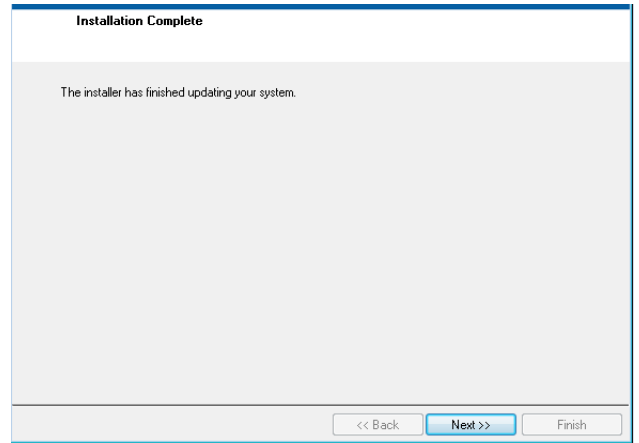 Installation Complete
The installer has finished updating your system.
<< Back Next >> Finish